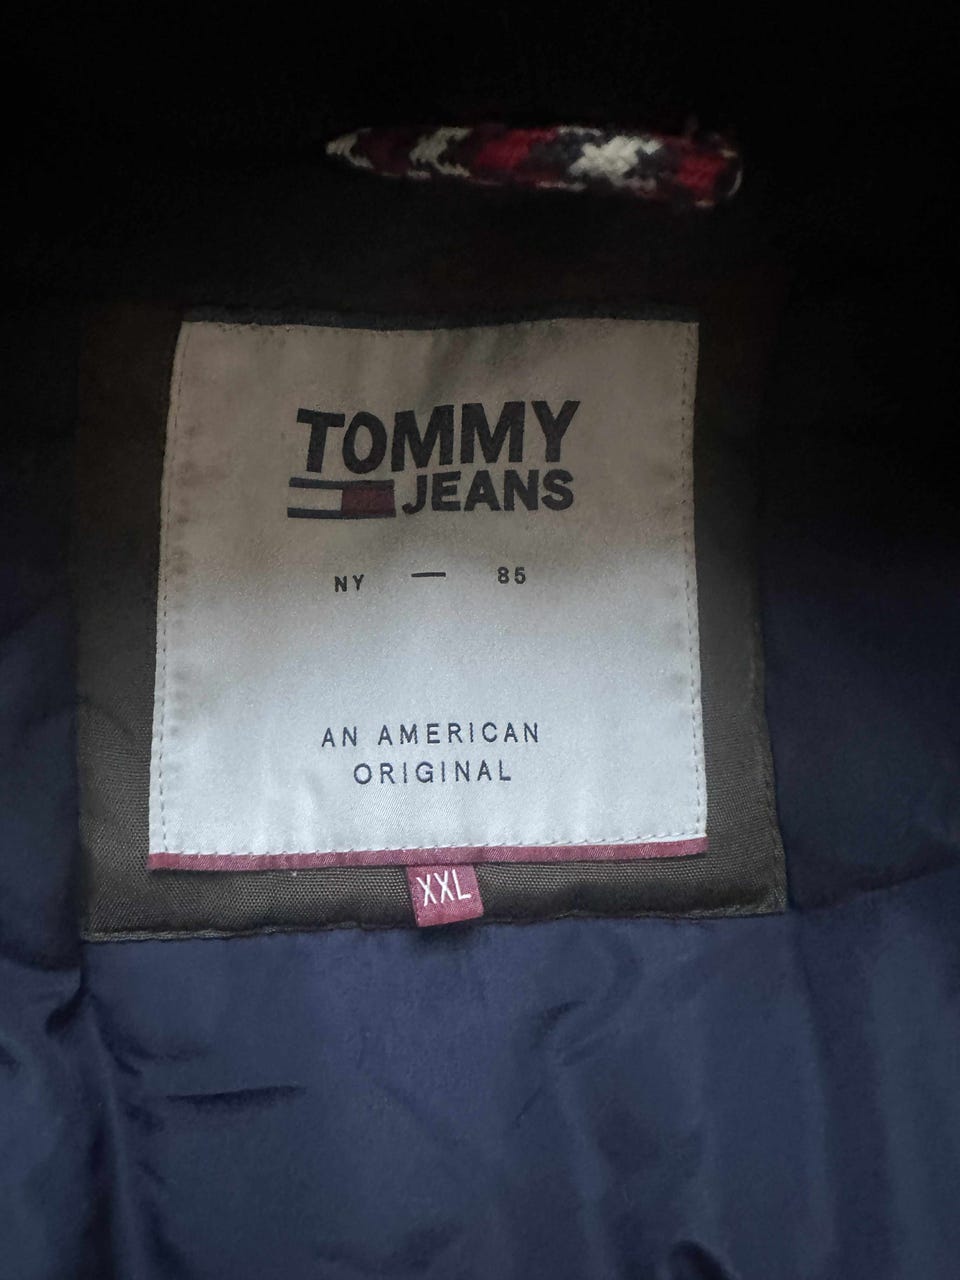 TOMMY
JEANS
NY — 85
AN AMERICAN
ORIGINAL
XXL